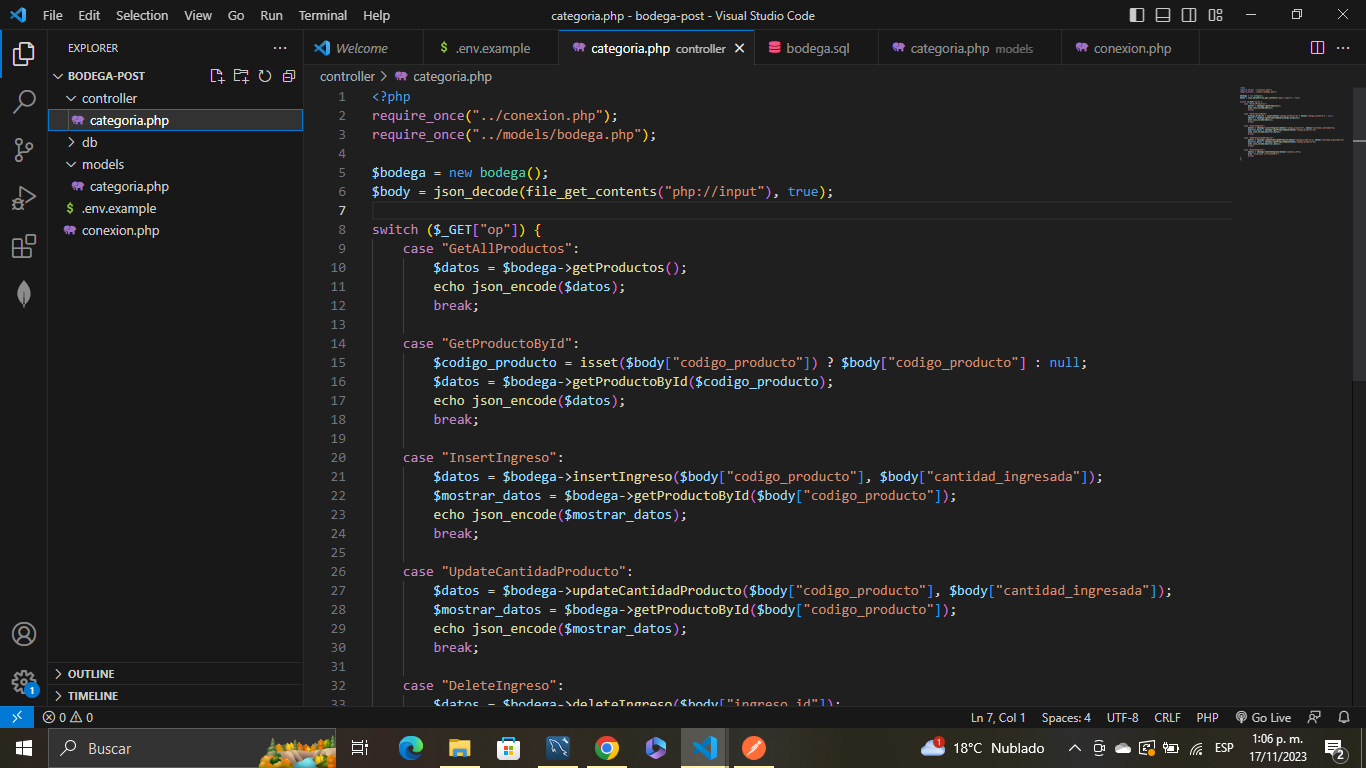 File Edit Selection View Go Run Terminal Help
categoria.php - bodega-post - Visual Studio Code
EXPLORER
BODEGA-POST
controller
categoria.php
db
models
categoria.php
.env.example
conexion.php
OUTLINE
TIMELINE
Welcome
$ .env.example
categoria.php controller
bodega.sql
categoria.php models
conexion.php
controller > categoria.php
1 <?php
2 require_once("../conexion.php");
3 require_once("../models/bodega.php");
4
5 $bodega = new bodega();
6 $body = json_decode(file_get_contents("php://input"), true);
7
8 switch ($_GET["op"]) {
9 case "GetAllProductos":
10 $datos = $bodega->getProductos();
11 echo json_encode($datos);
12 break;
13
14 case "GetProductoById":
15 $codigo_producto = isset($body["codigo_producto"]) ? $body["codigo_producto"] : null;
16 $datos = $bodega->getProductoById($codigo_producto);
17 echo json_encode($datos);
18 break;
19
20 case "InsertIngreso":
21 $datos = $bodega->insertIngreso($body["codigo_producto"], $body["cantidad_ingresada"]);
22 $mostrar_datos = $bodega->getProductoById($body["codigo_producto"]);
23 echo json_encode($mostrar_datos);
24 break;
25
26 case "UpdateCantidadProducto":
27 $datos = $bodega->updateCantidadProducto($body["codigo_producto"], $body["cantidad_ingresada"]);
28 $mostrar_datos = $bodega->getProductoById($body["codigo_producto"]);
29 echo json_encode($mostrar_datos);
30 break;
31
32 case "DeleteIngreso":
33 $datos = $bodega->deleteIngreso($body["ingreso_id"]);
0 0
Ln 7, Col 1 Spaces: 4 UTF-8 CRLF PHP Go Live
Buscar
18°C Nublado
ESP
1:06 p. m.
17/11/2023
2